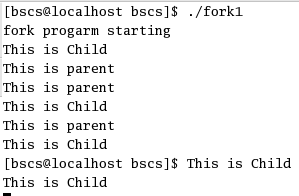 [bscs@localhost bscs]$ ./fork1
fork progarm starting
This is Child
This is parent
This is parent
This is Child
This is parent
This is Child
[bscs@localhost bscs]$ This is Child
This is Child